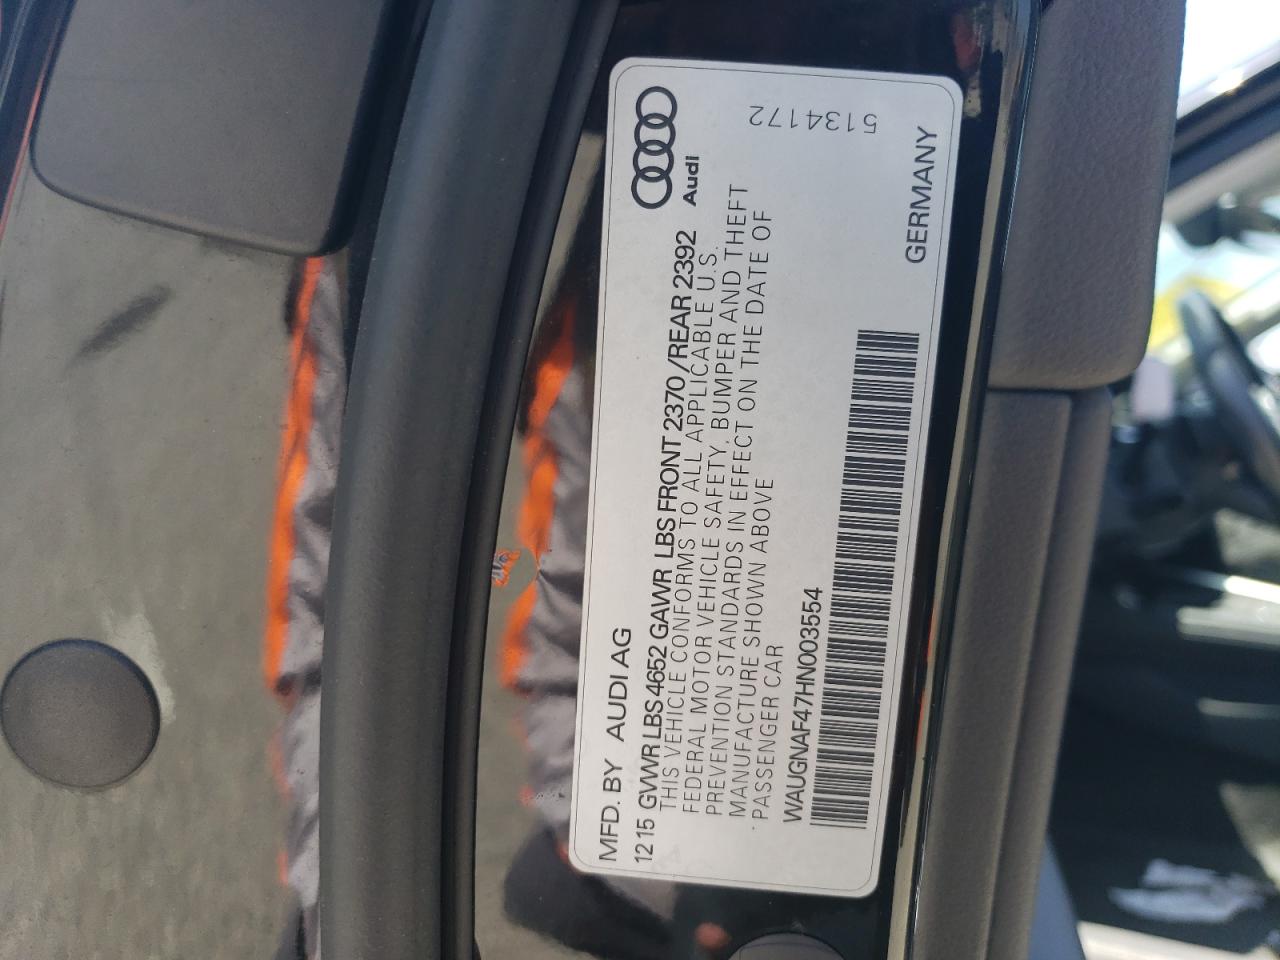 Audi
MFD. BY AUDI AG
12 15 GVWR LBS 4652 GAWR LBS FRONT 2370 /REAR 2392
THIS VEHICLE CONFORMS TO ALL APPLICABLE U.S.
FEDERAL MOTOR VEHICLE SAFETY, BUMPER AND THEFT
PREVENTION STANDARDS IN EFFECT ON THE DATE OF
MANUFACTURE SHOWN ABOVE
PASSENGER CAR
WAUGNAF47HN003554
GERMANY
5134172